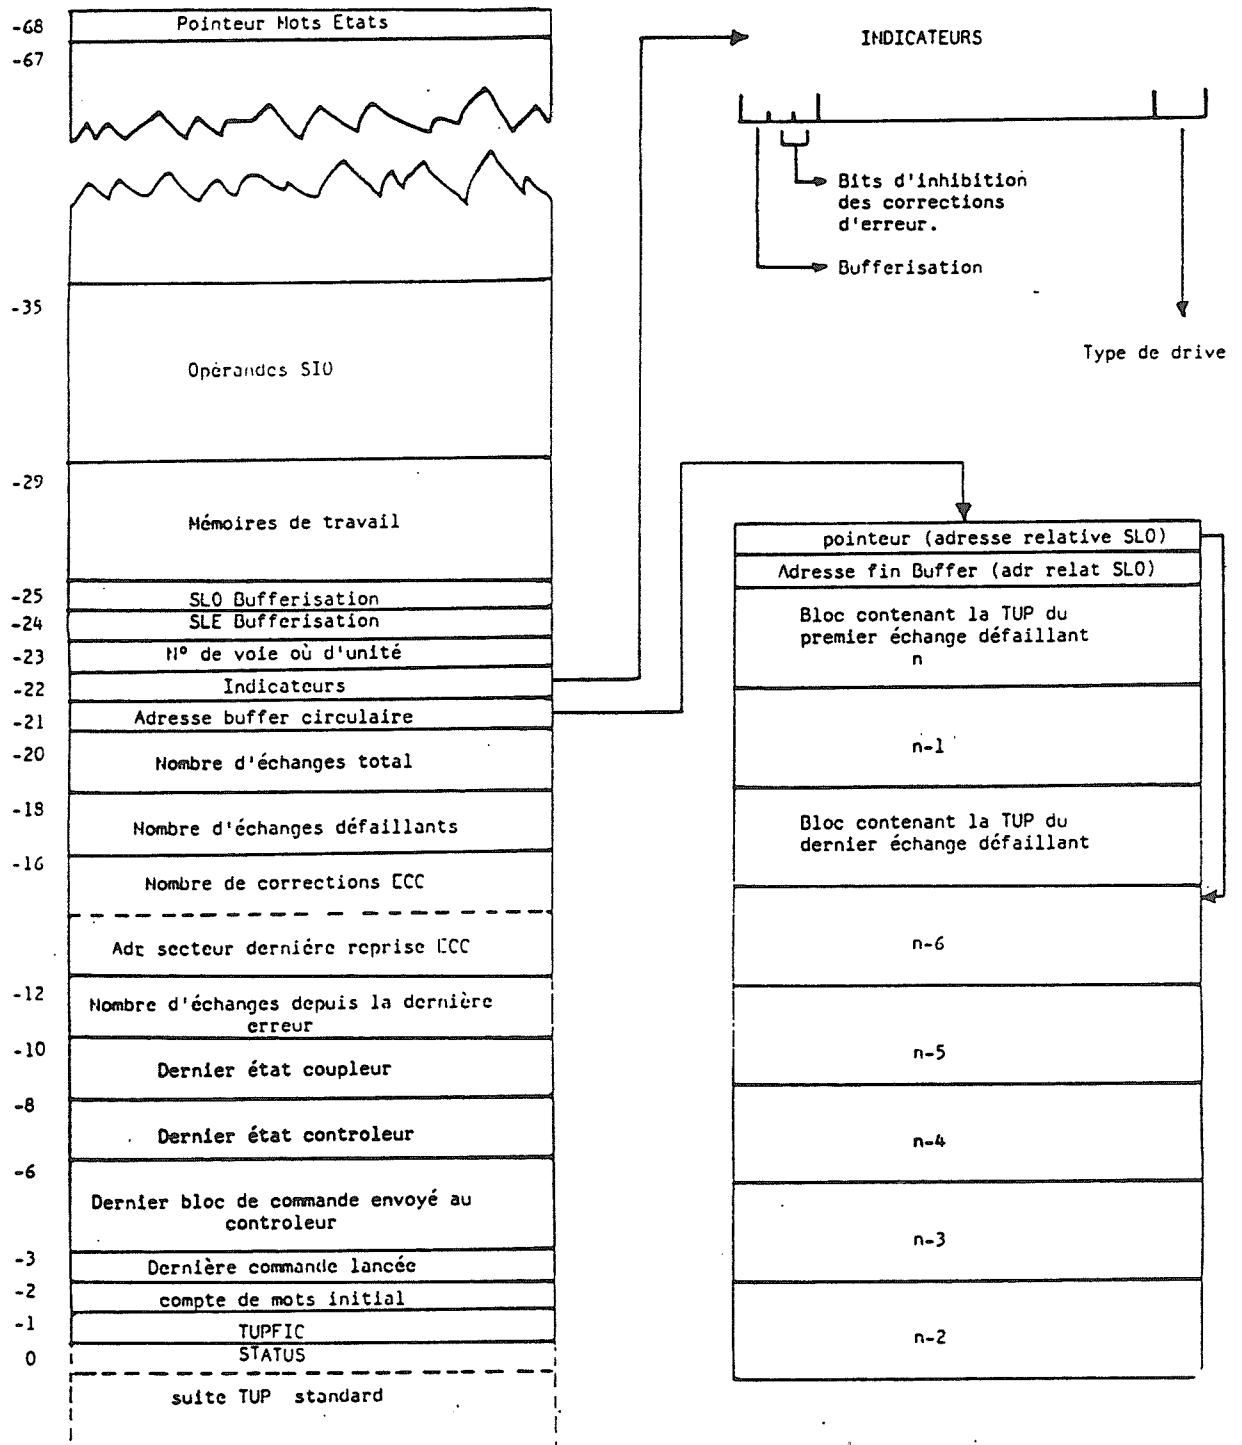 -68 Pointeur Mots Etats
-67
-35
Opérandes SIO
-29
Mémoires de travail
-25 SLO Bufferisation
-24 SLE Bufferisation
-23 N° de voie où d'unité
-22 Indicateurs
-21 Adresse buffer circulaire
-20 Nombre d'échanges total
-18
Nombre d'échanges défaillants
-16
Nombre de corrections ECC
Adr secteur dernière reprise ECC
-12 Nombre d'échanges depuis la dernière
erreur
-10
Dernier état coupleur
-8
Dernier état controleur
-6
Dernier bloc de commande envoyé au
controleur
-3 Dernière commande lancée
-2 compte de mots initial
-1 TUPFIC
0 STATUS
suite TUP standard
INDICATEURS
Bits d'inhibition
des corrections
d'erreur.
Bufferisation
Type de drive
pointeur (adresse relative SLO)
Adresse fin Buffer (adr relat SLO)
Bloc contenant la TUP du
premier échange défaillant
n
n-1
Bloc contenant la TUP du
dernier échange défaillant
n-6
n-5
n-4
n-3
n-2